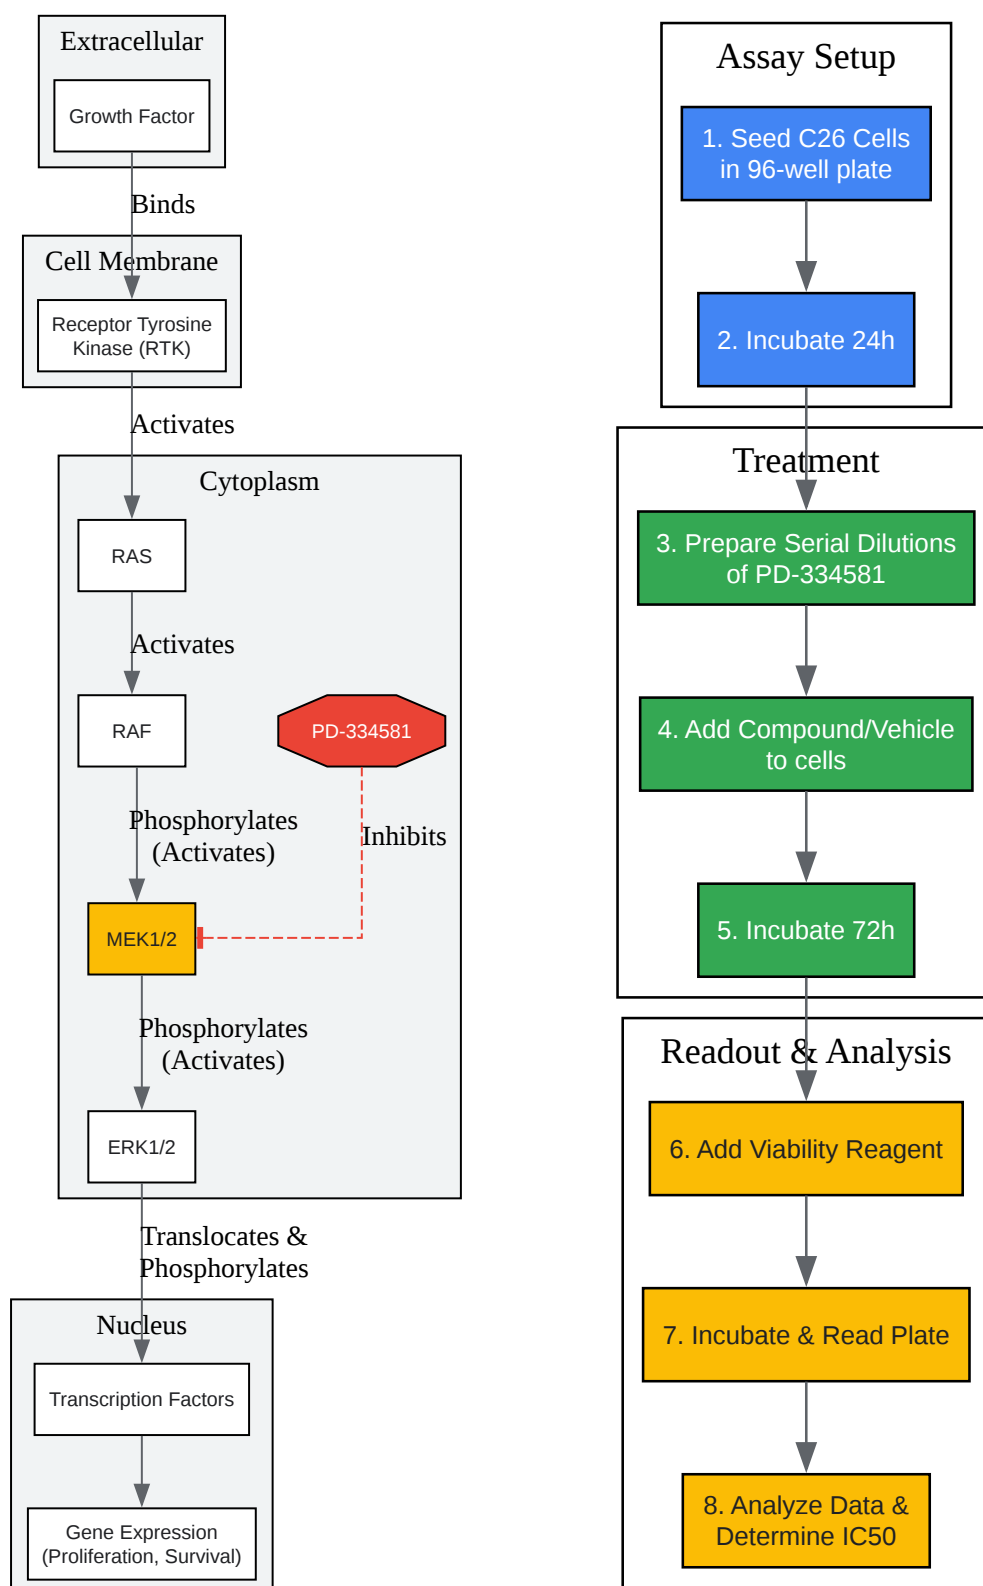 Extracellular
Growth Factor
Binds
Cell Membrane
Receptor Tyrosine
Kinase (RTK)
Activates
Cytoplasm
RAS
Activates
RAF
PD-334581
Phosphorylates
(Activates)
Inhibits
MEK1/2
Phosphorylates
(Activates)
ERK1/2
Translocates &
Phosphorylates
Nucleus
Transcription Factors
Gene Expression
(Proliferation, Survival)
Assay Setup
1. Seed C26 Cells
in 96-well plate
2. Incubate 24h
Treatment
3. Prepare Serial Dilutions
of PD-334581
4. Add Compound/Vehicle
to cells
5. Incubate 72h
Readout & Analysis
6. Add Viability Reagent
7. Incubate & Read Plate
8. Analyze Data &
Determine IC50